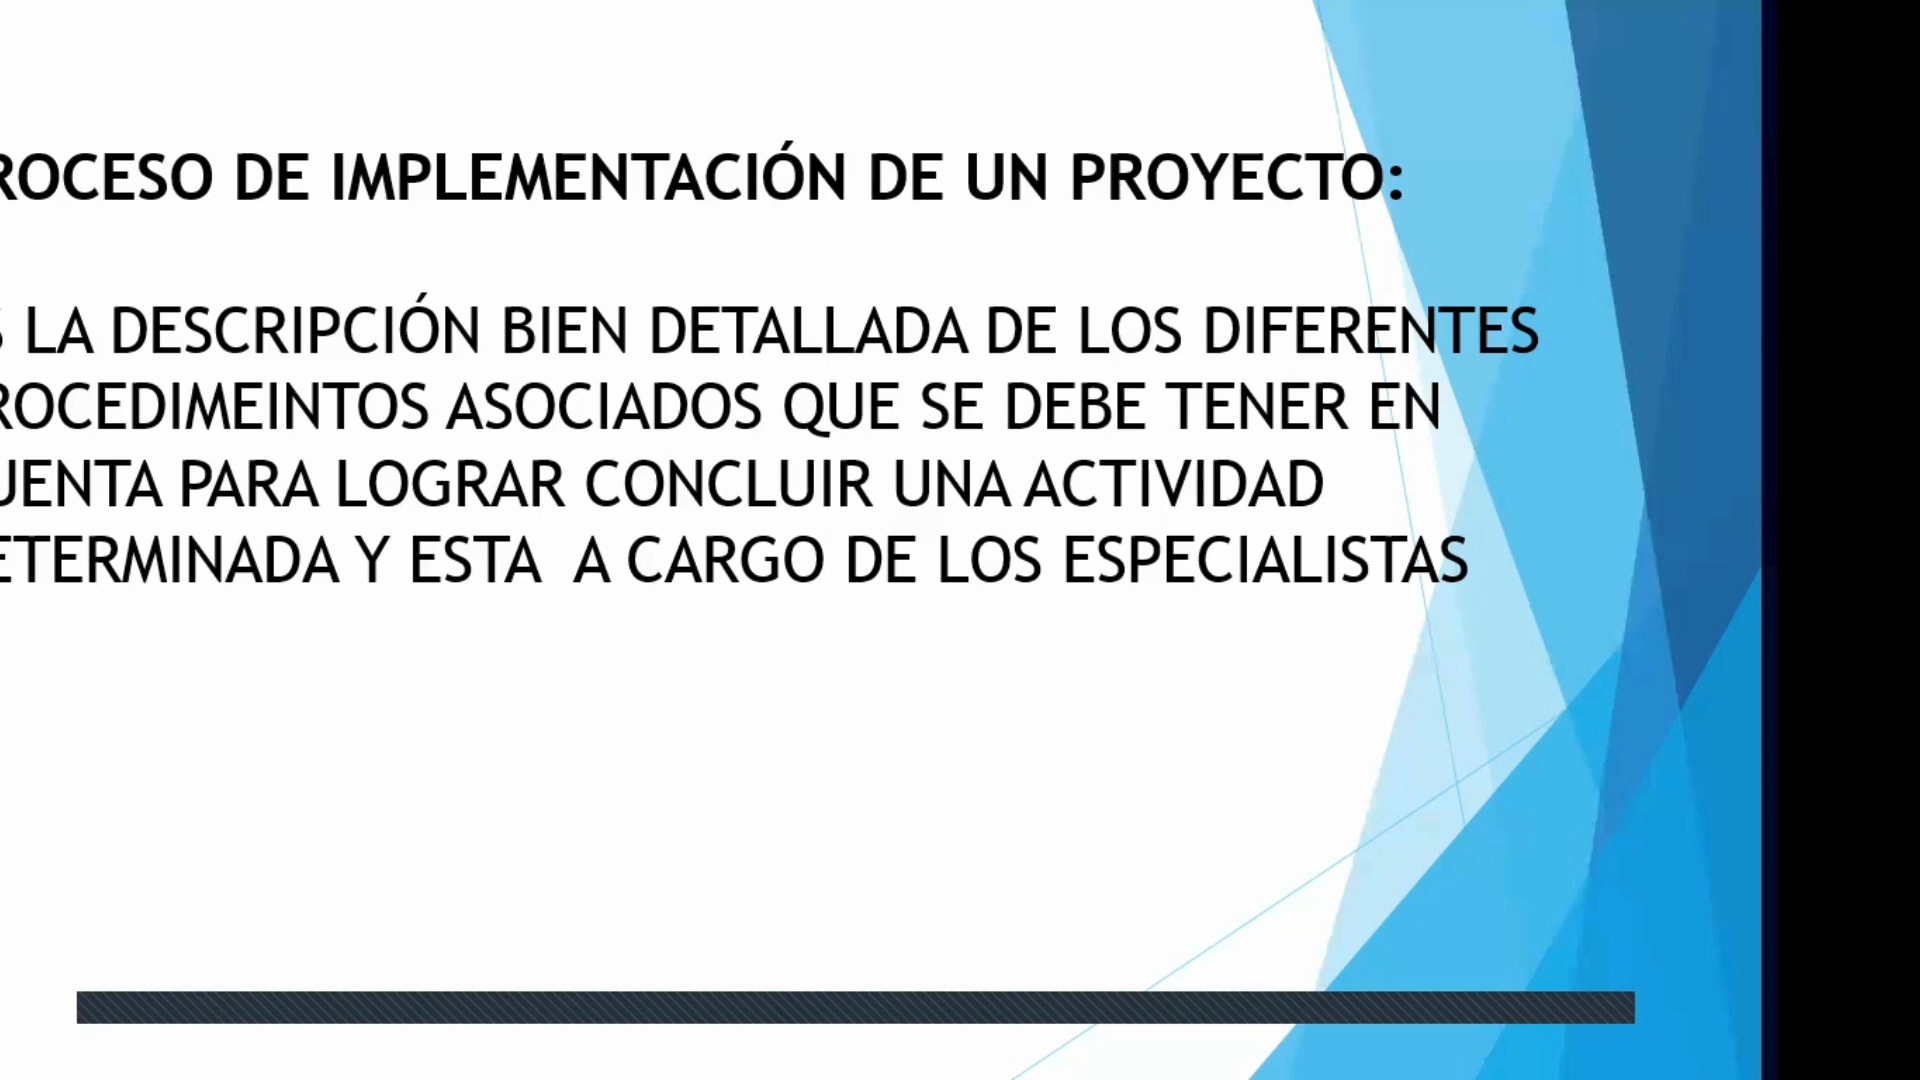 ROCESO DE IMPLEMENTACIÓN DE UN PROYECTO:
S LA DESCRIPCIÓN BIEN DETALLADA DE LOS DIFERENTES
ROCEDIMEINTOS ASOCIADOS QUE SE DEBE TENER EN
UENTA PARA LOGRAR CONCLUIR UNA ACTIVIDAD
ETERMINADA Y ESTA A CARGO DE LOS ESPECIALISTAS